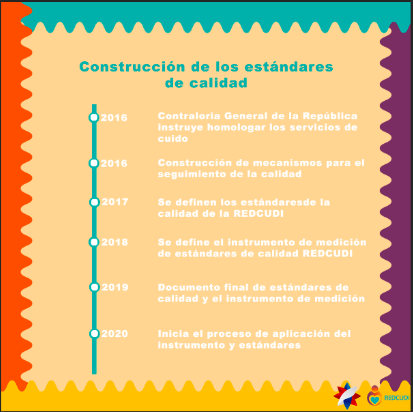 Construcción de los estándares
de calidad
2016 Contraloria General de la República
instruye homologar los servicios de
cuido
2016 Construcción de mecanismos para el
seguimiento de la calidad
2017 Se definen los estándaresde la
calidad de la REDCUDI
2018 Se define el instrumento de medición
de estándares de calidad REDCUDI
2019 Documento final de estándares de
calidad y el instrumento de medición
2020 Inicia el proceso de aplicación del
instrumento y estándares
REDCUDI